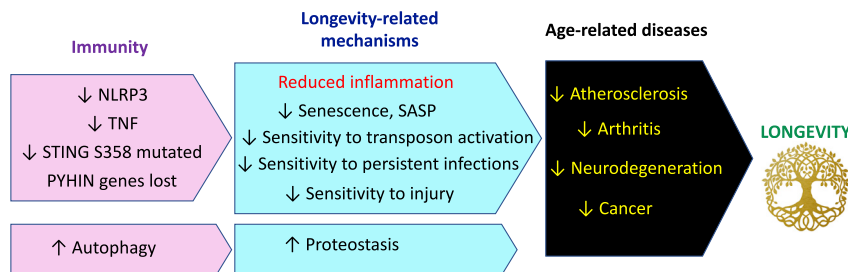 Immunity
↓ NLRP3
↓ TNF
↓ STING S358 mutated
PYHIN genes lost
↑ Autophagy
Longevity-related
mechanisms
Reduced inflammation
↓ Senescence, SASP
↓ Sensitivity to transposon activation
↓ Sensitivity to persistent infections
↓ Sensitivity to injury
↑ Proteostasis
Age-related diseases
↓ Atherosclerosis
↓ Arthritis
↓ Neurodegeneration
↓ Cancer
LONGEVITY